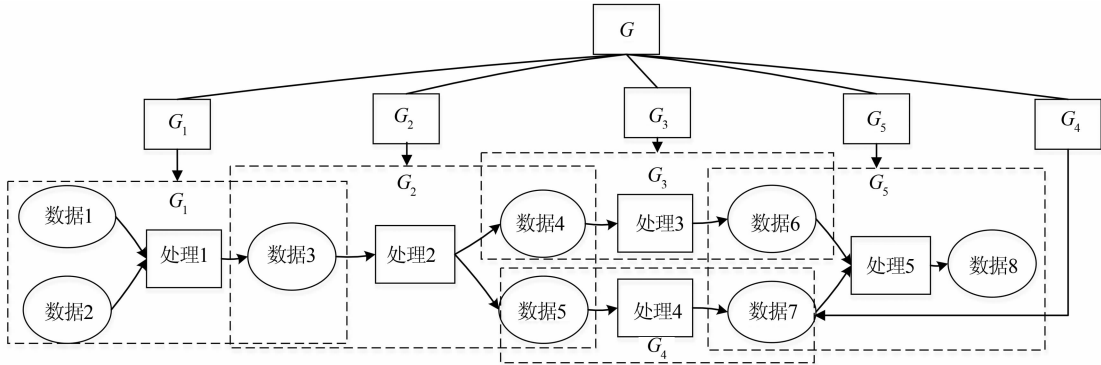 G
G₁
G₂
G₃
G₅
G₄
G₁
G₂
G₃
G₅
数据1
数据2
处理1
数据3
处理2
数据4
处理3
数据6
数据5
处理4
数据7
处理5
数据8
G₄